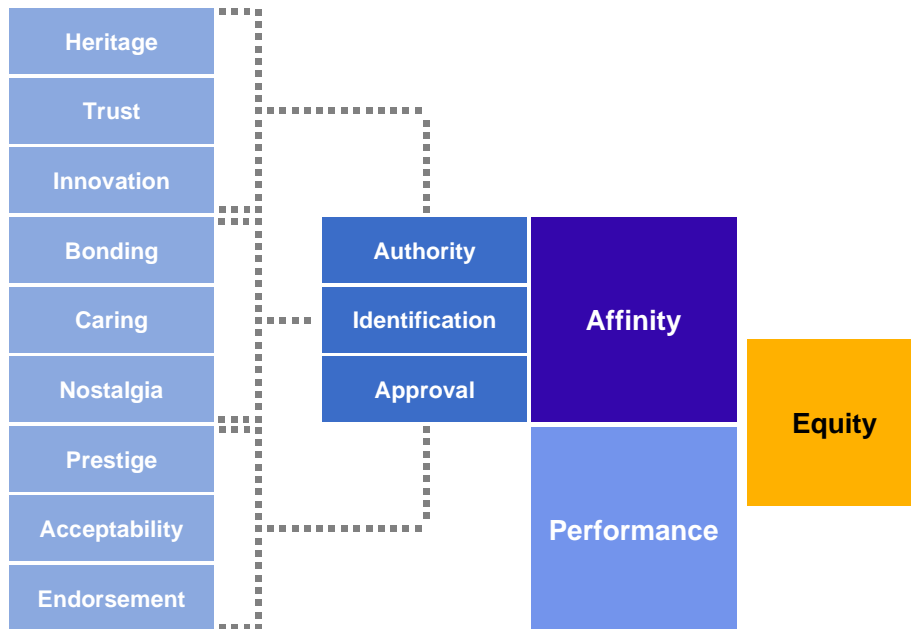 Heritage
Trust
Innovation
Bonding
Caring
Nostalgia
Prestige
Acceptability
Endorsement
Authority
Identification
Approval
Affinity
Performance
Equity